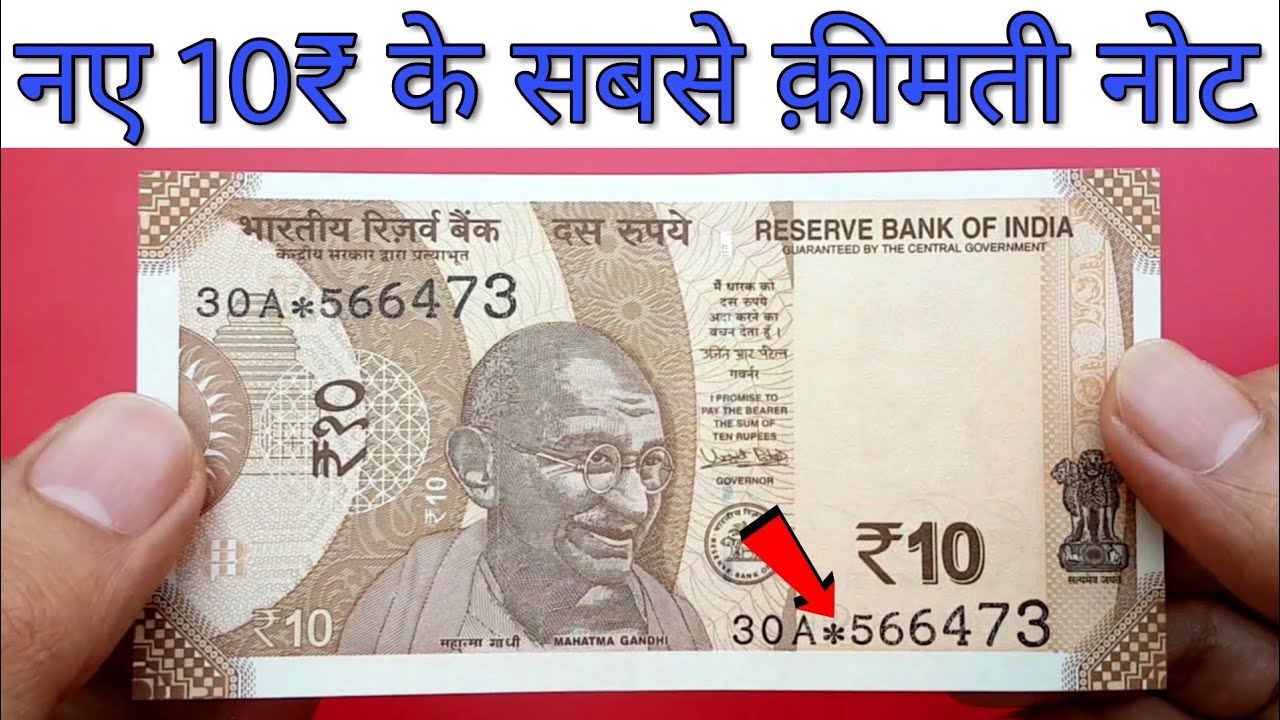 नए 10₹ के सबसे क़ीमती नोट
भारतीय रिज़र्व बैंक
केन्द्रीय सरकार द्वारा प्रत्याभूत
दस रुपये
RESERVE BANK OF INDIA
GUARANTEED BY THE CENTRAL GOVERNMENT
30A*566473
₹१०
₹10
₹10
महात्मा गांधी
MAHATMA GANDHI
मैं धारक को
दस रुपये
अदा करने का
वचन देता हूँ।
उर्जित आर पटेल
गवर्नर
I PROMISE TO
PAY THE BEARER
THE SUM OF
TEN RUPEES
GOVERNOR
₹10
सत्यमेव जयते
30A*566473